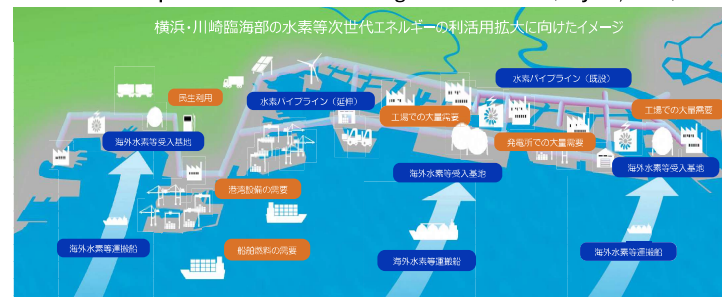 横浜・川崎臨海部の水素等次世代エネルギーの利活用拡大に向けたイメージ
水素パイプライン（既設）
民生利用
水素パイプライン（延伸）
工場での大量需要
工場での大量需要
海外水素等受入基地
発電所での大量需要
海外水素等受入基地
海外水素等受入基地
港湾設備の需要
海外水素等運搬船
船舶燃料の需要
海外水素等運搬船
海外水素等運搬船